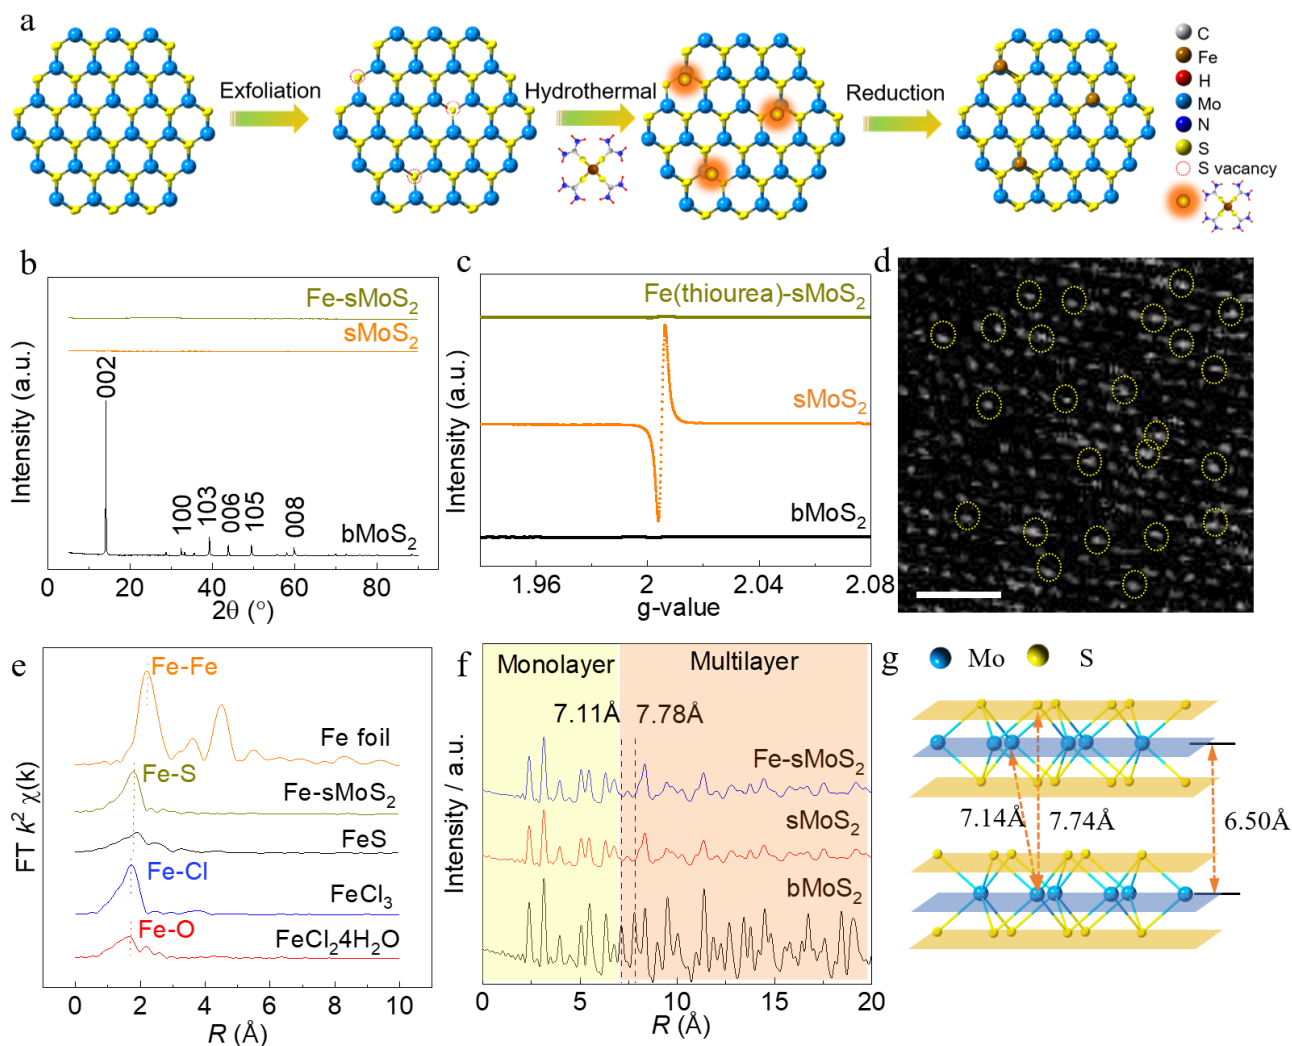 a
Exfoliation
Hydrothermal
Reduction
C
Fe
H
Mo
N
S
S vacancy
b
Intensity (a.u.)
Fe-sMoS2
sMoS2
002
100
103
006
105
008
bMoS2
0 20 40 60 80
2θ (°)
c
Intensity (a.u.)
Fe(thiourea)-sMoS2
sMoS2
bMoS2
1.96 2 2.04 2.08
g-value
d
e
FT k² χ(k)
Fe-Fe
Fe foil
Fe-S
Fe-sMoS2
FeS
Fe-Cl
FeCl3
Fe-O
FeCl24H2O
0 2 4 6 8 10
R (Å)
f
Intensity / a.u.
Monolayer Multilayer
7.11Å 7.78Å
Fe-sMoS2
sMoS2
bMoS2
0 5 10 15 20
R (Å)
g
Mo S
7.14Å 7.74Å 6.50Å